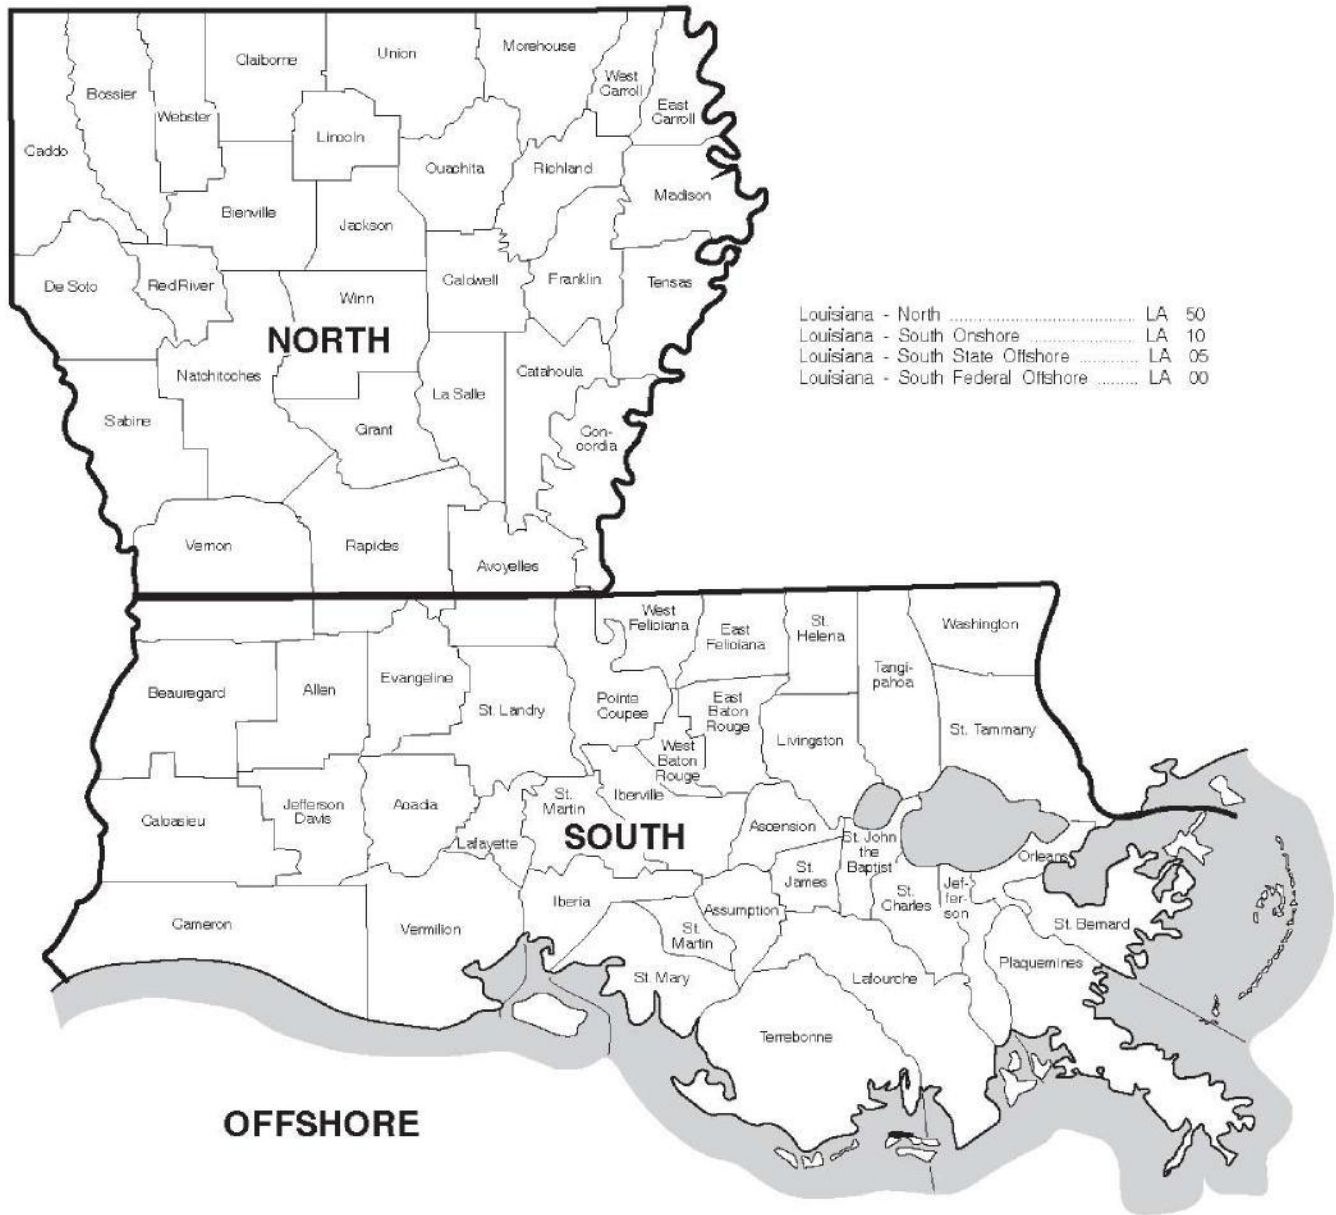 Claiborne
Union
Morehouse
West
Carroll
Bossier
Webster
East
Carroll
Lincoln
Caddo
Ouachita
Richland
Madison
Bienville
Jackson
De Soto
Red River
Caldwell
Franklin
Tensas
Winn
NORTH
Natchitoches
Catahoula
La Salle
Sabine
Grant
Con-
cordia
Vernon
Rapides
Avoyelles
Louisiana - North .................................... LA 50
Louisiana - South Onshore .......................... LA 10
Louisiana - South State Offshore ............ LA 05
Louisiana - South Federal Offshore ........ LA 00
West
Feliciana
East
Feliciana
St.
Helena
Washington
Tangi-
pahoa
Beauregard
Allen
Evangeline
St. Landry
Pointe
Coupee
East
Baton
Rouge
West
Baton
Rouge
Livingston
St. Tammany
Calcasieu
Jefferson
Davis
Acadia
Lafayette
St.
Martin
Iberville
SOUTH
Ascension
St. John
the
Baptist
Orleans
St.
James
St.
Charles
Jef-
fer-
son
Cameron
Vermilion
Iberia
Assumption
St.
Martin
St. Bernard
St. Mary
Lafourche
Plaquemines
Terrebonne
OFFSHORE